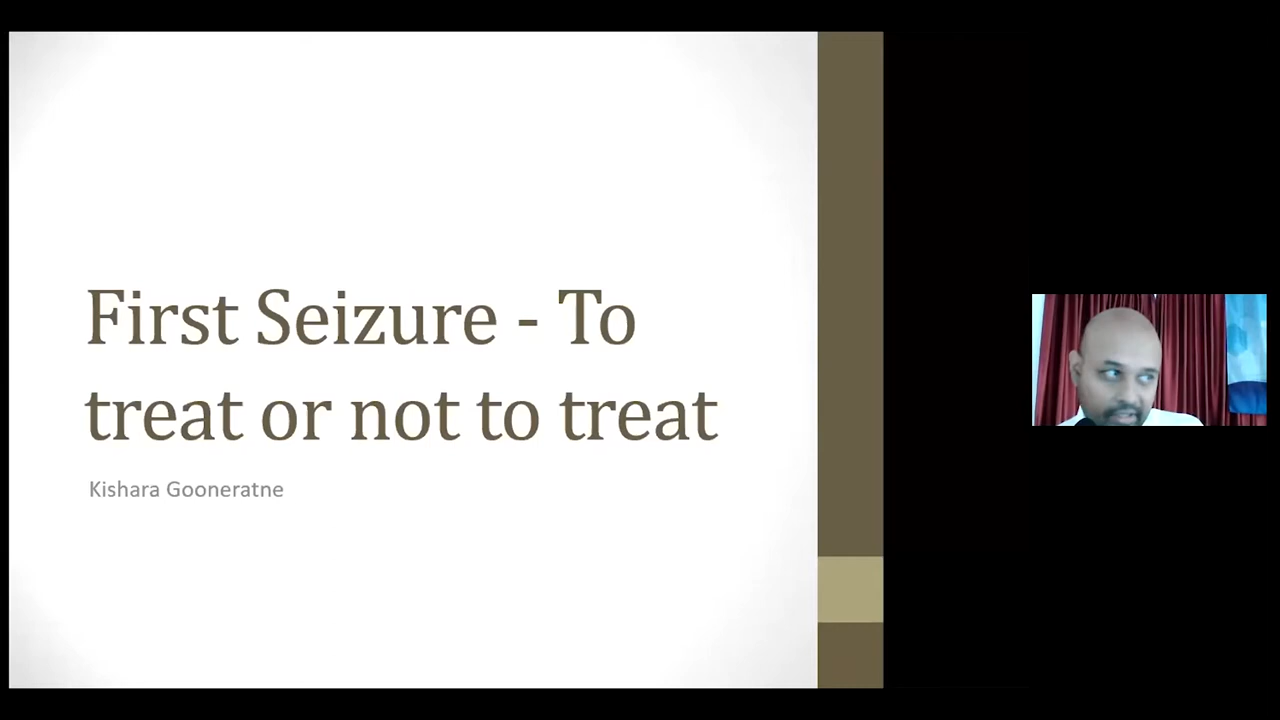 First Seizure - To
treat or not to treat
Kishara Gooneratne